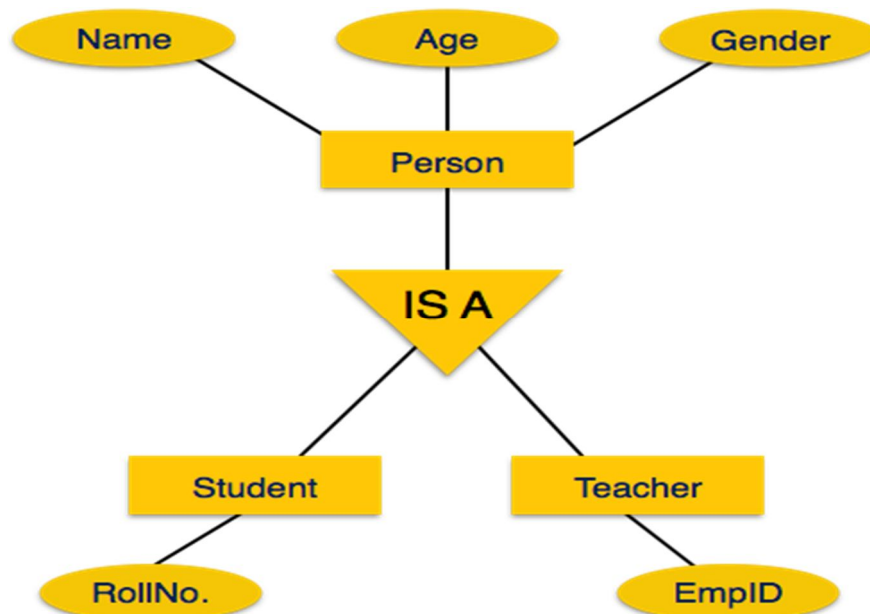 Name
Age
Gender
Person
IS A
Student
Teacher
RollNo.
EmpID